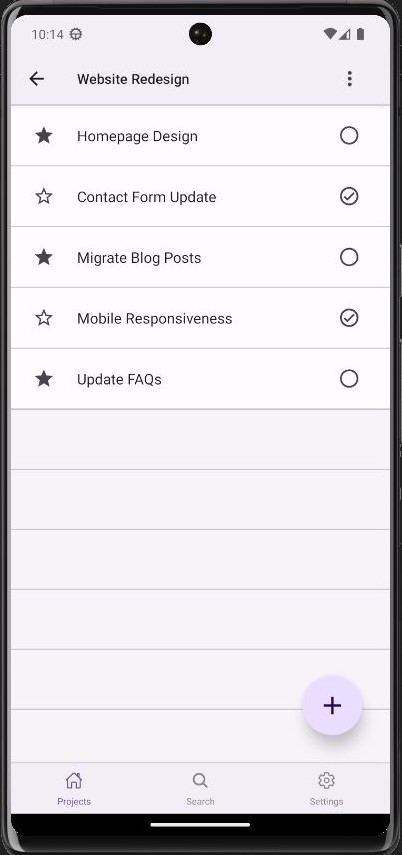 10:14
Website Redesign
Homepage Design
Contact Form Update
Migrate Blog Posts
Mobile Responsiveness
Update FAQs
Projects
Search
Settings